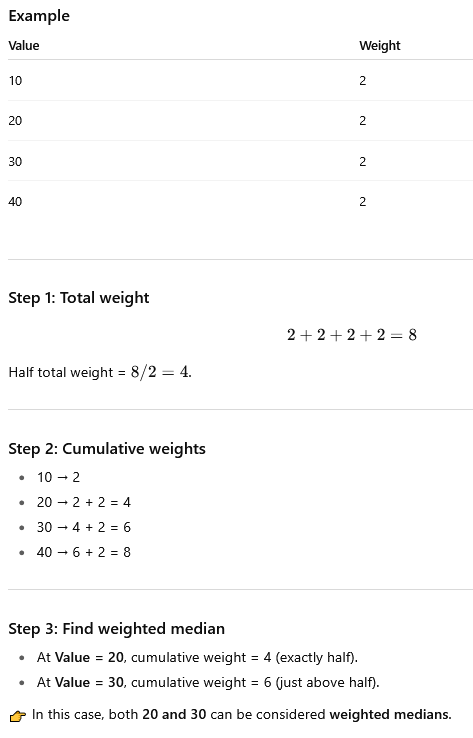 Example
Value Weight
10 2
20 2
30 2
40 2
Step 1: Total weight
2 + 2 + 2 + 2 = 8
Half total weight = 8/2 = 4.
Step 2: Cumulative weights
• 10 → 2
• 20 → 2 + 2 = 4
• 30 → 4 + 2 = 6
• 40 → 6 + 2 = 8
Step 3: Find weighted median
• At Value = 20, cumulative weight = 4 (exactly half).
• At Value = 30, cumulative weight = 6 (just above half).
👉 In this case, both 20 and 30 can be considered weighted medians.